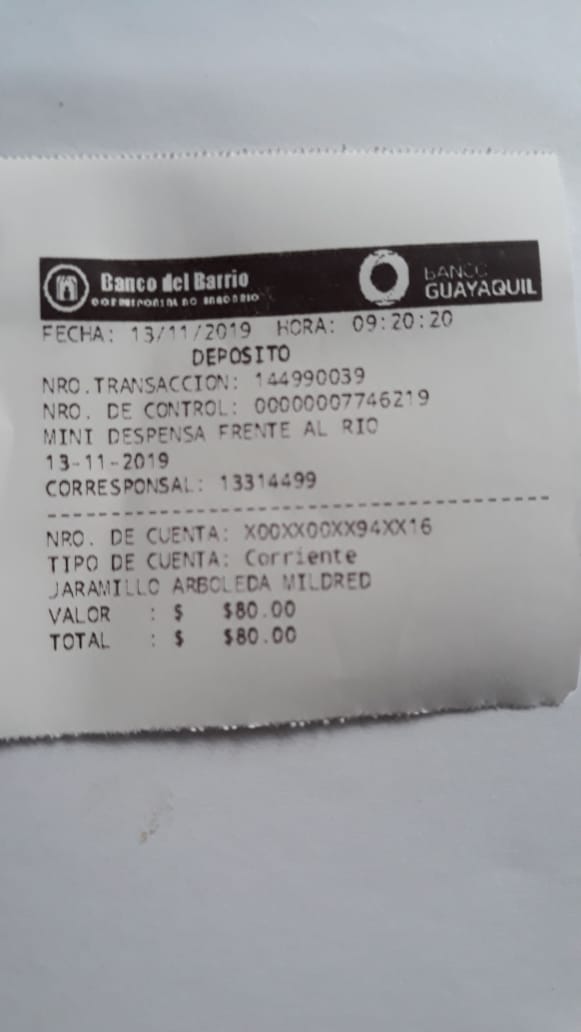 Banco del Barrio
CORRESPONSAL NO BANCARIO
BANCO
GUAYAQUIL
FECHA: 13/11/2019 HORA: 09:20:20
DEPOSITO
NRO.TRANSACCION: 144990039
NRO. DE CONTROL: 00000007746219
MINI DESPENSA FRENTE AL RIO
13-11-2019
CORRESPONSAL: 13314499
NRO. DE CUENTA: X00XX00XX94XX16
TIPO DE CUENTA: Corriente
JARAMILLO ARBOLEDA MILDRED
VALOR : $ $80.00
TOTAL : $ $80.00